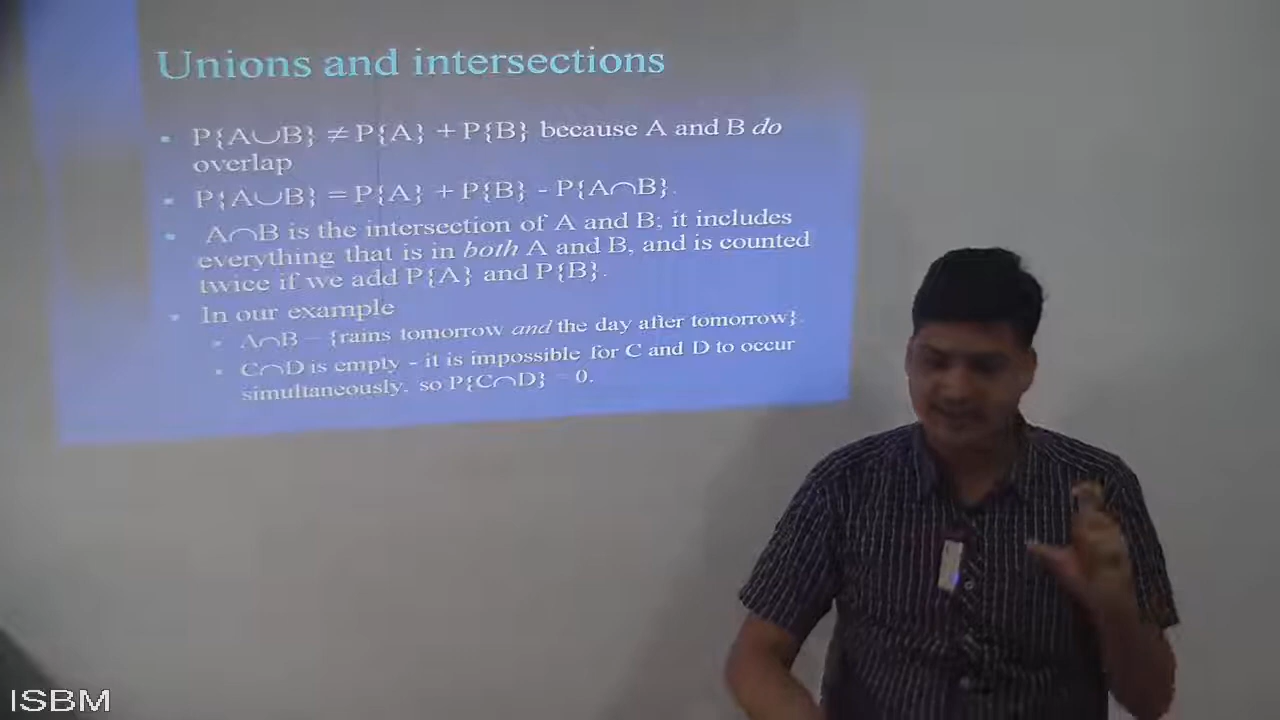 Unions and intersections
▪ P{A∪B} ≠ P{A} + P{B} because A and B do
overlap
▪ P{A∪B} = P{A} + P{B} - P{A∩B}.
▪ A∩B is the intersection of A and B; it includes
everything that is in both A and B, and is counted
twice if we add P{A} and P{B}.
▪ In our example
▪ A∩B = {rains tomorrow and the day after tomorrow}.
▪ C∩D is empty - it is impossible for C and D to occur
simultaneously, so P{C∩D} = 0.
ISBM